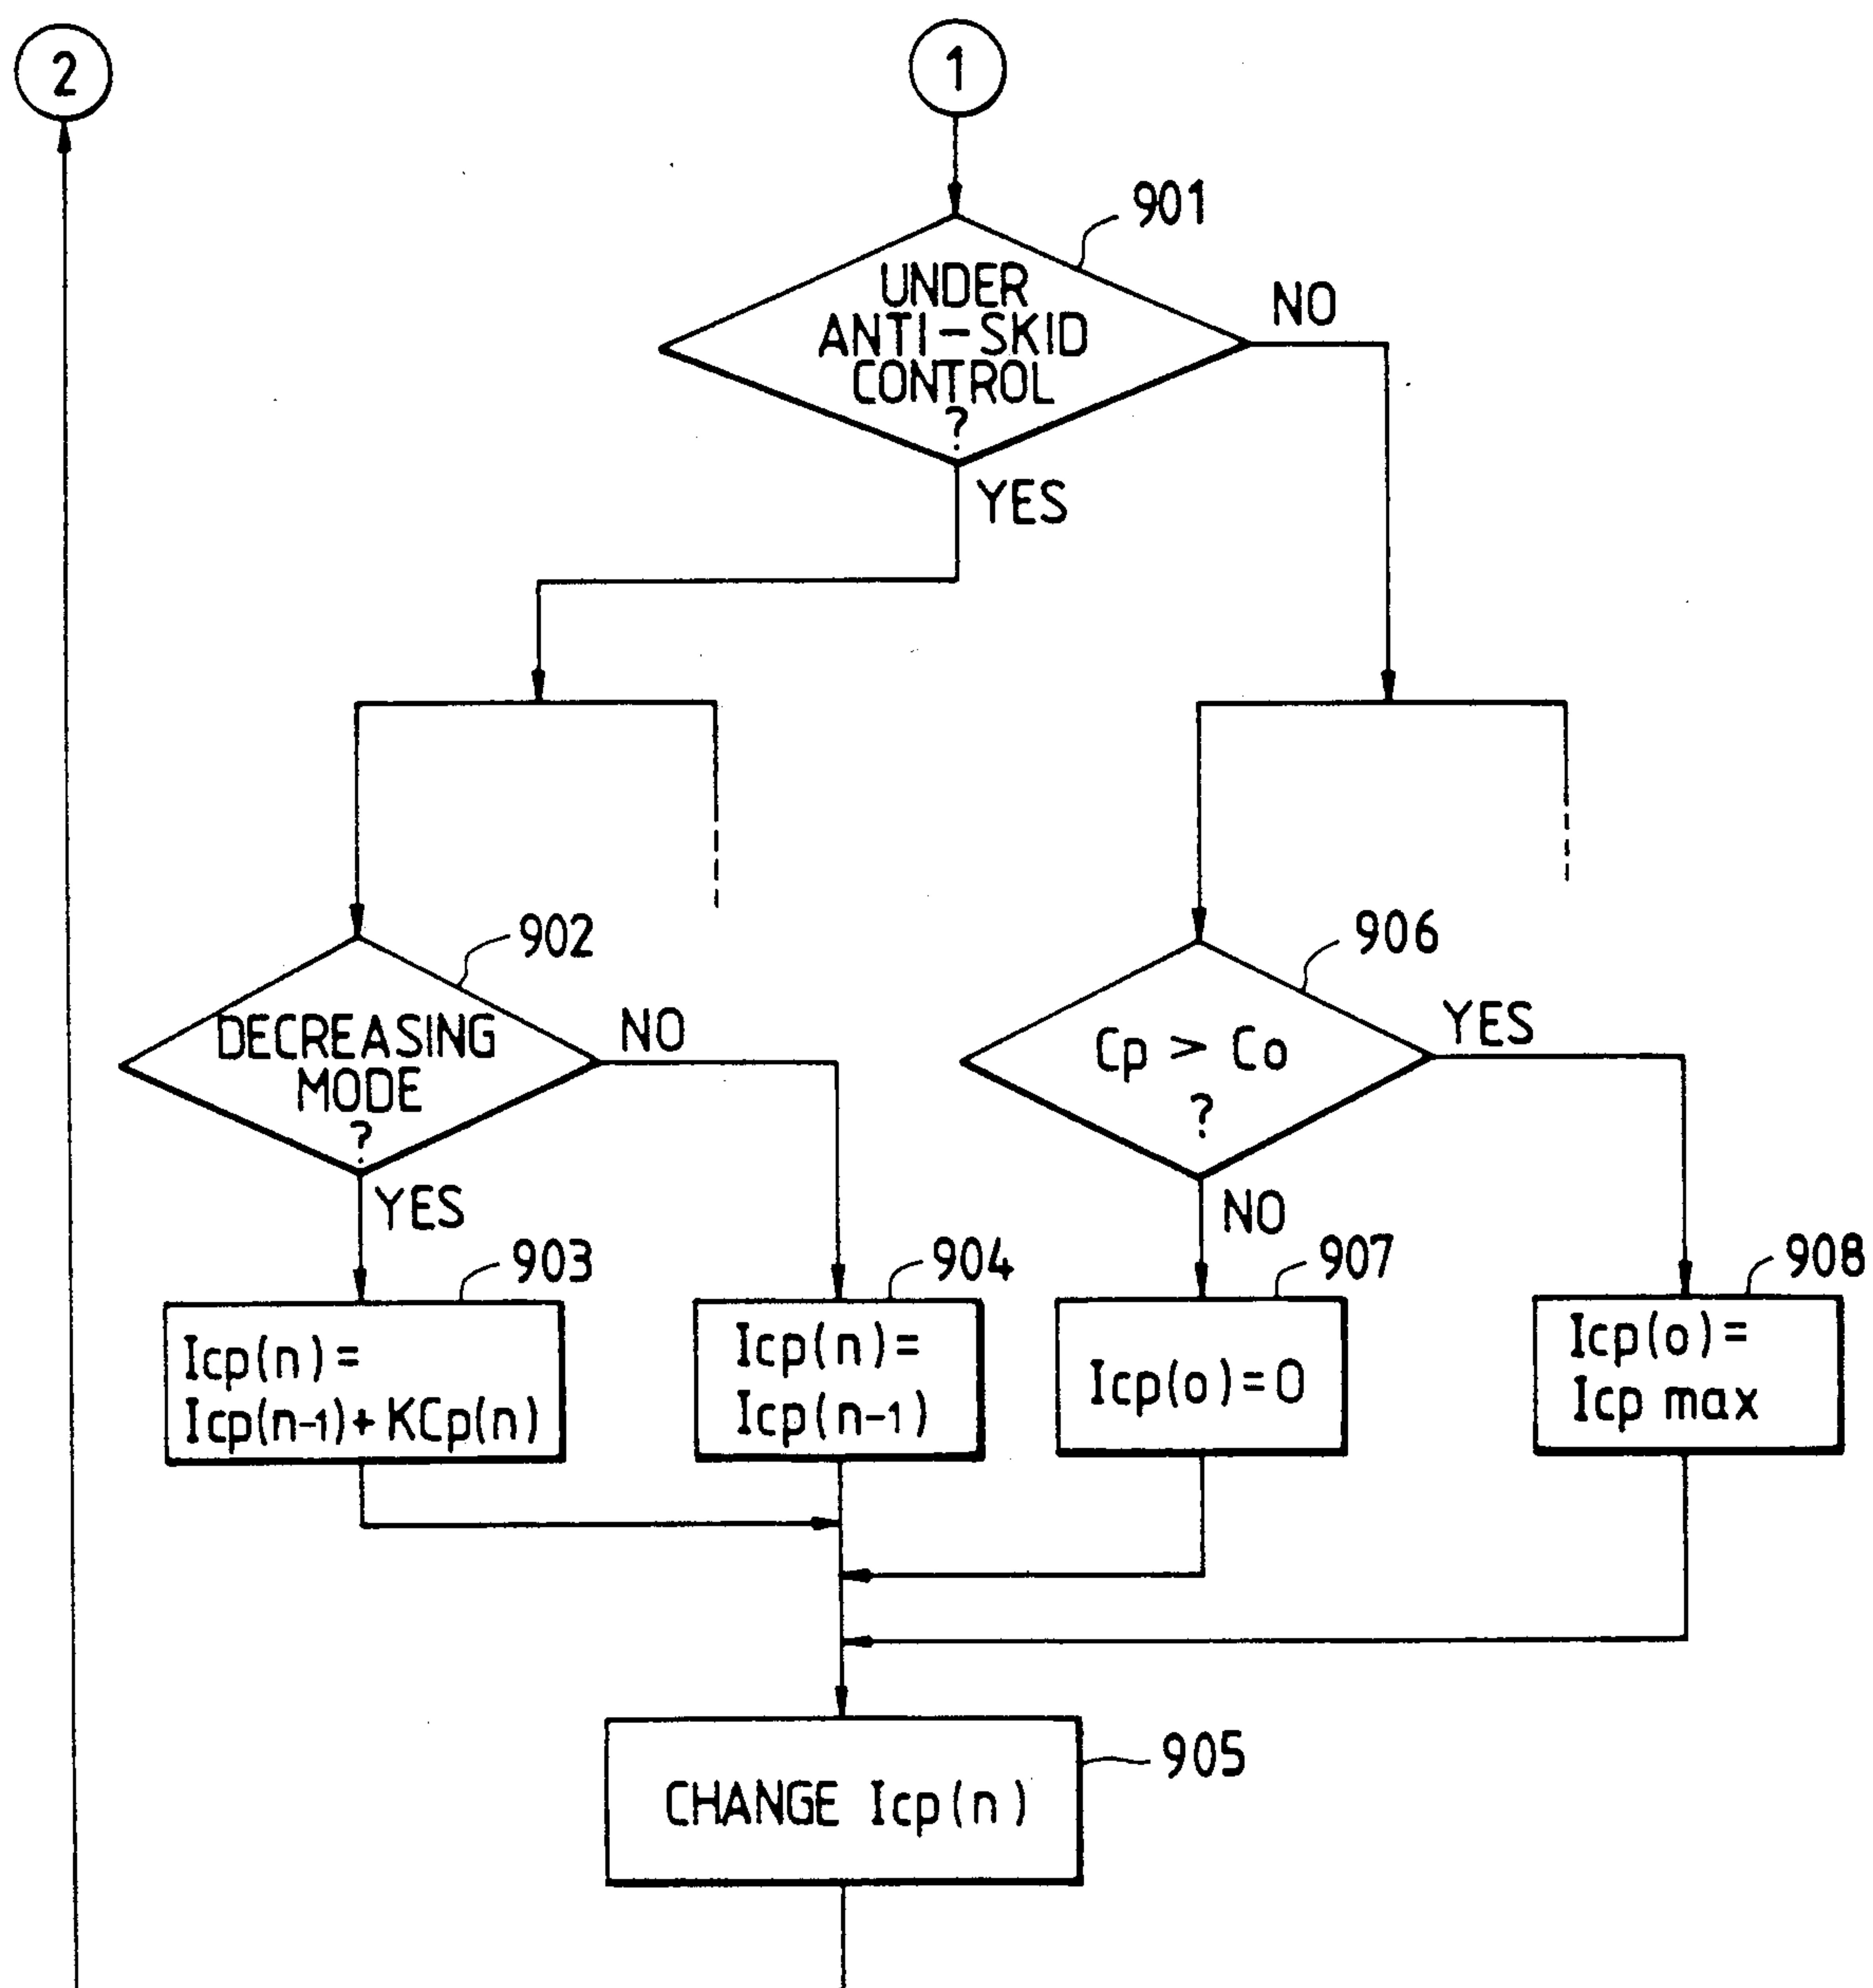 2
1
901
UNDER
ANTI-SKID
CONTROL
?
NO
YES
902
906
DECREASING
MODE
?
NO
Cp > Co
?
YES
YES
NO
903
904
907
908
Icp(n)=
Icp(n-1)+KCp(n)
Icp(n)=
Icp(n-1)
Icp(o)=0
Icp(o)=
Icp max
905
CHANGE Icp(n)